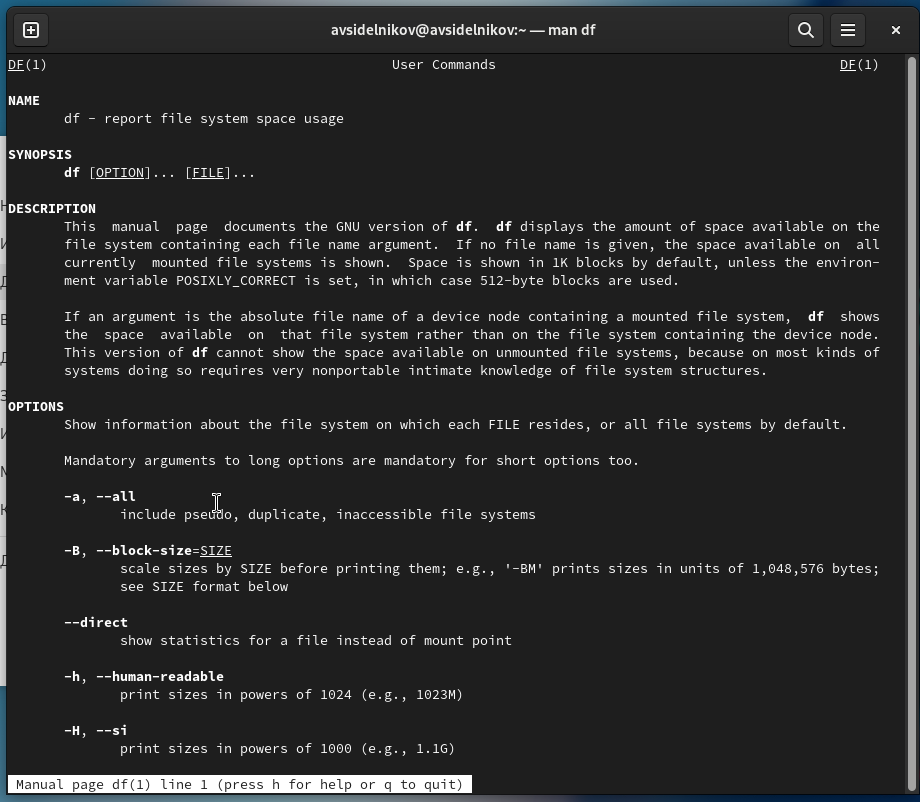 avsidelnikov@avsidelnikov:~ — man df
DF(1) User Commands DF(1)
NAME
df - report file system space usage
SYNOPSIS
df [OPTION]... [FILE]...
DESCRIPTION
This manual page documents the GNU version of df. df displays the amount of space available on the
file system containing each file name argument. If no file name is given, the space available on all
currently mounted file systems is shown. Space is shown in 1K blocks by default, unless the environ-
ment variable POSIXLY_CORRECT is set, in which case 512-byte blocks are used.
If an argument is the absolute file name of a device node containing a mounted file system, df shows
the space available on that file system rather than on the file system containing the device node.
This version of df cannot show the space available on unmounted file systems, because on most kinds of
systems doing so requires very nonportable intimate knowledge of file system structures.
OPTIONS
Show information about the file system on which each FILE resides, or all file systems by default.
Mandatory arguments to long options are mandatory for short options too.
-a, --all
include pseudo, duplicate, inaccessible file systems
-B, --block-size=SIZE
scale sizes by SIZE before printing them; e.g., '-BM' prints sizes in units of 1,048,576 bytes;
see SIZE format below
--direct
show statistics for a file instead of mount point
-h, --human-readable
print sizes in powers of 1024 (e.g., 1023M)
-H, --si
print sizes in powers of 1000 (e.g., 1.1G)
Manual page df(1) line 1 (press h for help or q to quit)